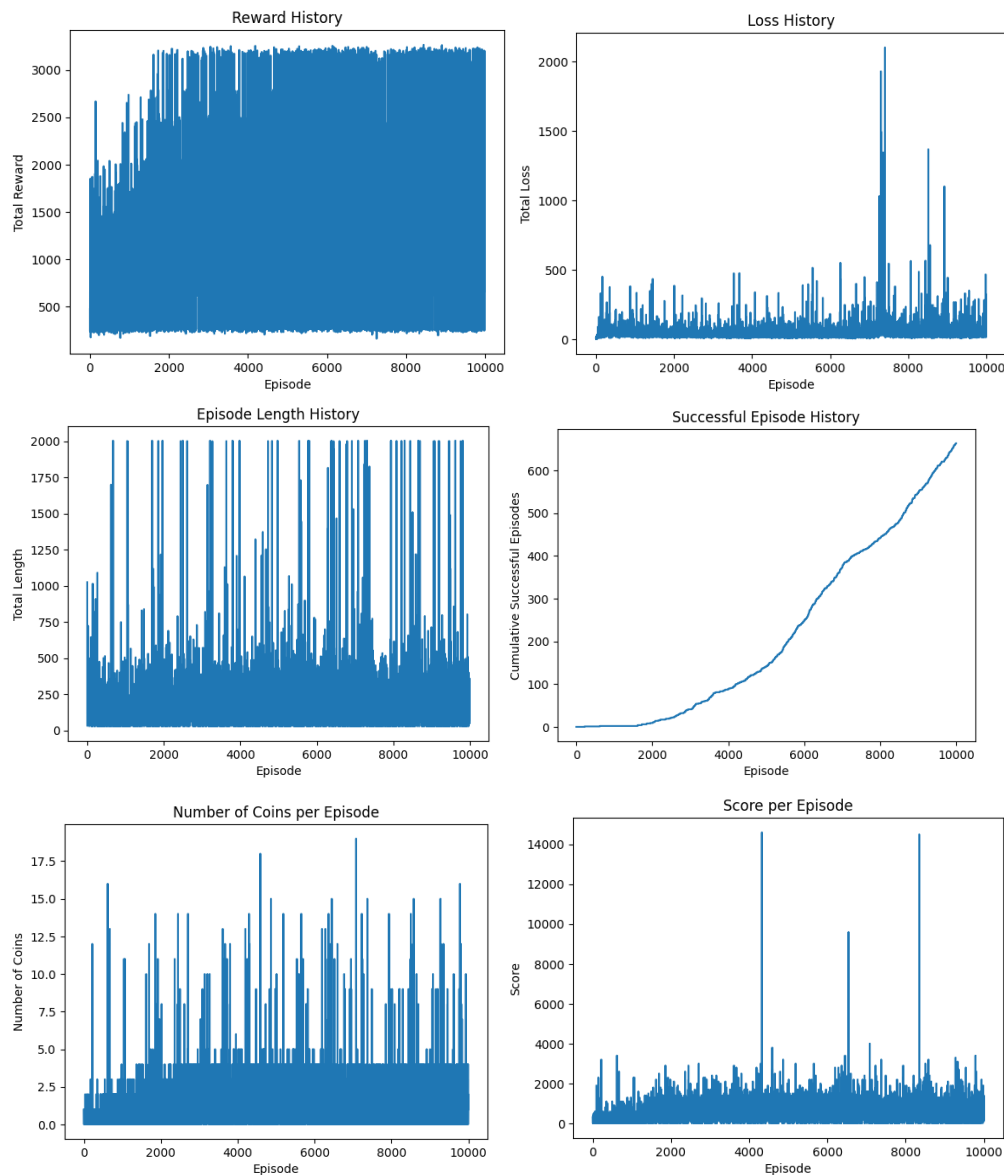 Reward History
Total Reward
3000
2500
2000
1500
1000
500
0 2000 4000 6000 8000 10000
Episode
Loss History
Total Loss
2000
1500
1000
500
0
0 2000 4000 6000 8000 10000
Episode
Episode Length History
Total Length
2000
1750
1500
1250
1000
750
500
250
0
0 2000 4000 6000 8000 10000
Episode
Successful Episode History
Cumulative Successful Episodes
600
500
400
300
200
100
0
0 2000 4000 6000 8000 10000
Episode
Number of Coins per Episode
Number of Coins
17.5
15.0
12.5
10.0
7.5
5.0
2.5
0.0
0 2000 4000 6000 8000 10000
Episode
Score per Episode
Score
14000
12000
10000
8000
6000
4000
2000
0
0 2000 4000 6000 8000 10000
Episode